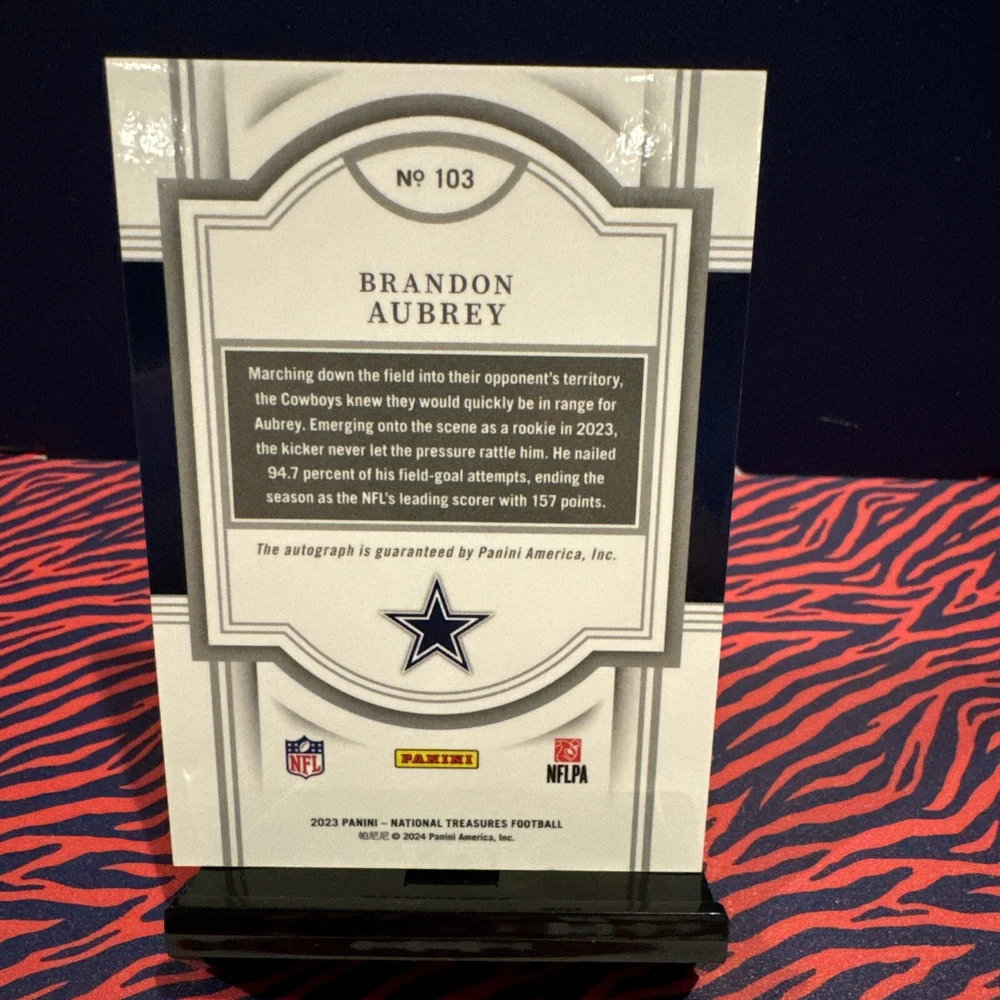 Nº 103
BRANDON
AUBREY
Marching down the field into their opponent's territory,
the Cowboys knew they would quickly be in range for
Aubrey. Emerging onto the scene as a rookie in 2023,
the kicker never let the pressure rattle him. He nailed
94.7 percent of his field-goal attempts, ending the
season as the NFL's leading scorer with 157 points.
The autograph is guaranteed by Panini America, Inc.
NFL
PANINI
NFLPA
2023 PANINI – NATIONAL TREASURES FOOTBALL
帕尼尼 © 2024 Panini America, Inc.